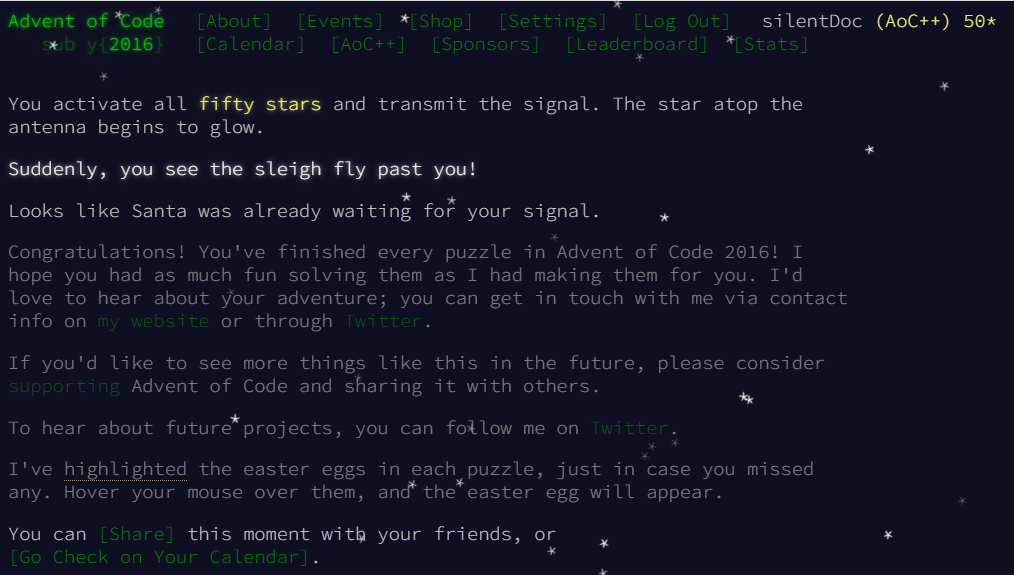 Advent of Code [About] [Events] [Shop] [Settings] [Log Out] silentDoc (AoC++) 50*
sub y{2016} [Calendar] [AoC++] [Sponsors] [Leaderboard] [Stats]
You activate all fifty stars and transmit the signal. The star atop the
antenna begins to glow.
Suddenly, you see the sleigh fly past you!
Looks like Santa was already waiting for your signal.
Congratulations! You've finished every puzzle in Advent of Code 2016! I
hope you had as much fun solving them as I had making them for you. I'd
love to hear about your adventure; you can get in touch with me via contact
info on my website or through Twitter.
If you'd like to see more things like this in the future, please consider
supporting Advent of Code and sharing it with others.
To hear about future projects, you can follow me on Twitter.
I've highlighted the easter eggs in each puzzle, just in case you missed
any. Hover your mouse over them, and the easter egg will appear.
You can [Share] this moment with your friends, or
[Go Check on Your Calendar].